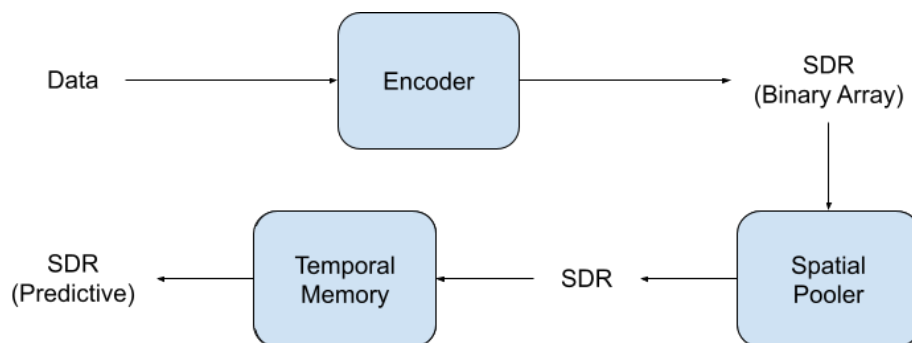 Data
Encoder
SDR
(Binary Array)
Spatial
Pooler
SDR
Temporal
Memory
SDR
(Predictive)